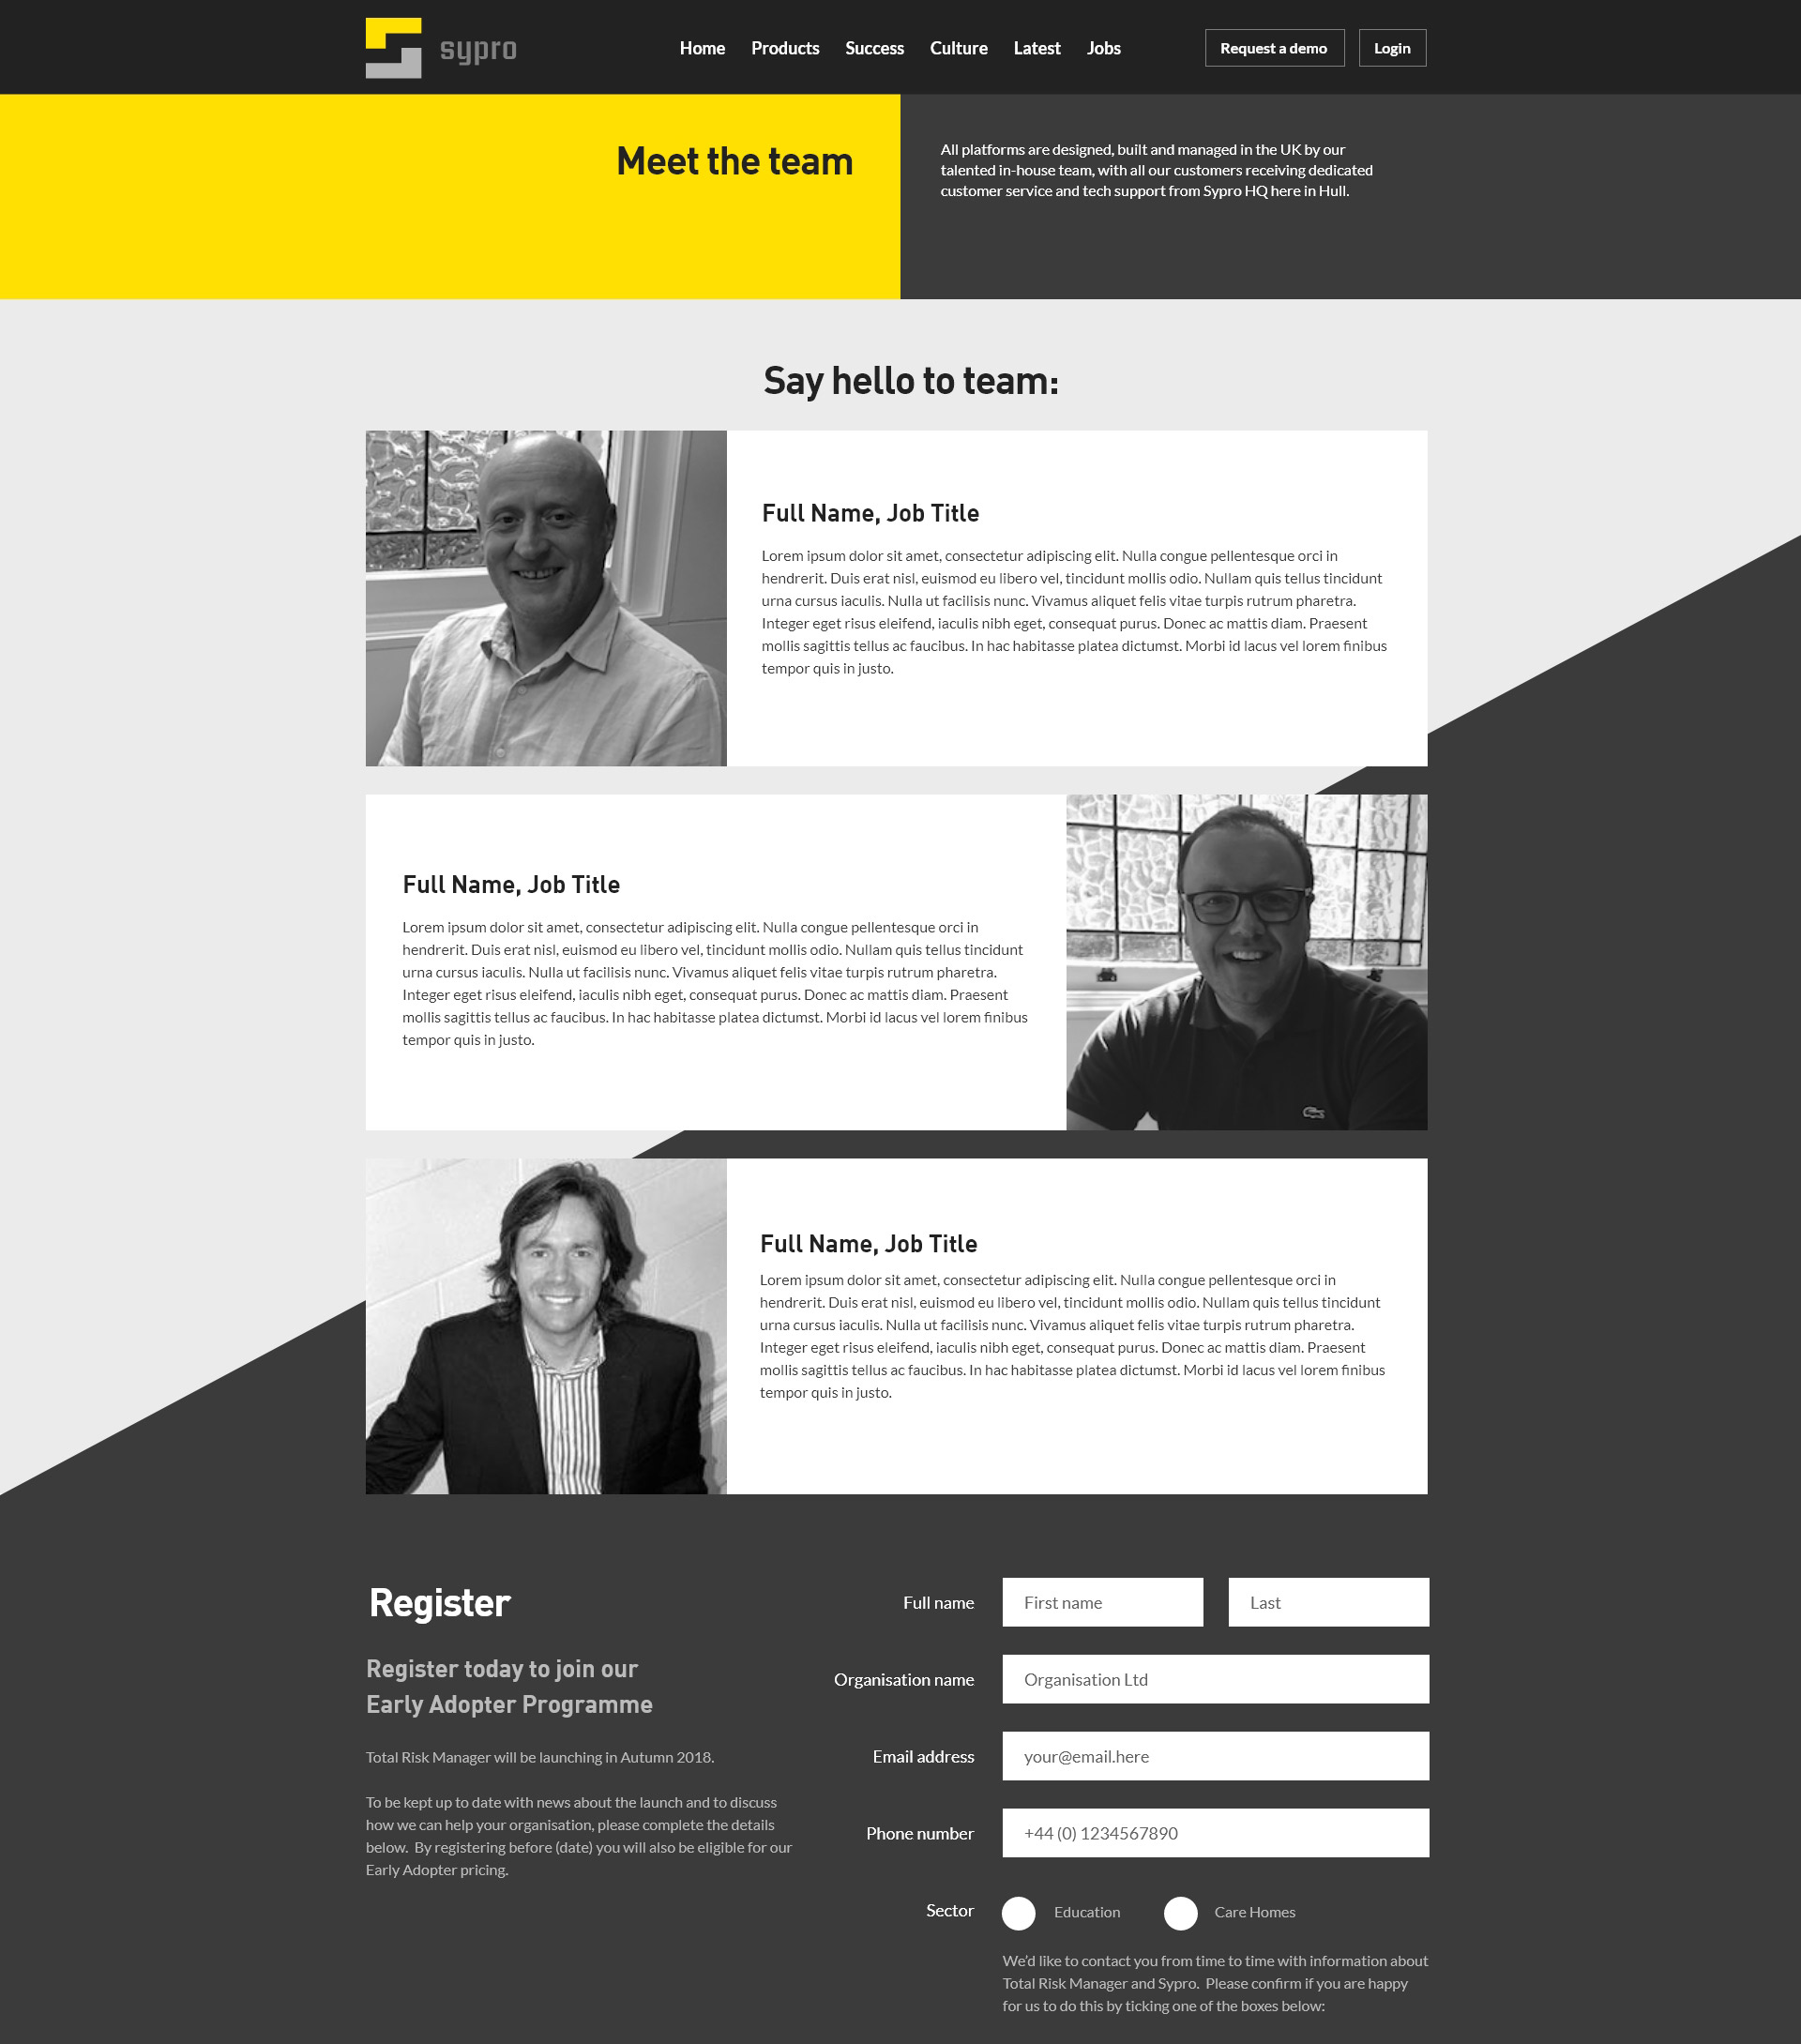 sypro
Home Products Success Culture Latest Jobs
Request a demo Login
Meet the team
All platforms are designed, built and managed in the UK by our
talented in-house team, with all our customers receiving dedicated
customer service and tech support from Sypro HQ here in Hull.
Say hello to team:
Full Name, Job Title
Lorem ipsum dolor sit amet, consectetur adipiscing elit. Nulla congue pellentesque orci in
hendrerit. Duis erat nisl, euismod eu libero vel, tincidunt mollis odio. Nullam quis tellus tincidunt
urna cursus iaculis. Nulla ut facilisis nunc. Vivamus aliquet felis vitae turpis rutrum pharetra.
Integer eget risus eleifend, iaculis nibh eget, consequat purus. Donec ac mattis diam. Praesent
mollis sagittis tellus ac faucibus. In hac habitasse platea dictumst. Morbi id lacus vel lorem finibus
tempor quis in justo.
Full Name, Job Title
Lorem ipsum dolor sit amet, consectetur adipiscing elit. Nulla congue pellentesque orci in
hendrerit. Duis erat nisl, euismod eu libero vel, tincidunt mollis odio. Nullam quis tellus tincidunt
urna cursus iaculis. Nulla ut facilisis nunc. Vivamus aliquet felis vitae turpis rutrum pharetra.
Integer eget risus eleifend, iaculis nibh eget, consequat purus. Donec ac mattis diam. Praesent
mollis sagittis tellus ac faucibus. In hac habitasse platea dictumst. Morbi id lacus vel lorem finibus
tempor quis in justo.
Full Name, Job Title
Lorem ipsum dolor sit amet, consectetur adipiscing elit. Nulla congue pellentesque orci in
hendrerit. Duis erat nisl, euismod eu libero vel, tincidunt mollis odio. Nullam quis tellus tincidunt
urna cursus iaculis. Nulla ut facilisis nunc. Vivamus aliquet felis vitae turpis rutrum pharetra.
Integer eget risus eleifend, iaculis nibh eget, consequat purus. Donec ac mattis diam. Praesent
mollis sagittis tellus ac faucibus. In hac habitasse platea dictumst. Morbi id lacus vel lorem finibus
tempor quis in justo.
Register
Register today to join our
Early Adopter Programme
Total Risk Manager will be launching in Autumn 2018.
To be kept up to date with news about the launch and to discuss
how we can help your organisation, please complete the details
below. By registering before (date) you will also be eligible for our
Early Adopter pricing.
Full name First name Last
Organisation name Organisation Ltd
Email address your@email.here
Phone number +44 (0) 1234567890
Sector Education Care Homes
We'd like to contact you from time to time with information about
Total Risk Manager and Sypro. Please confirm if you are happy
for us to do this by ticking one of the boxes below: